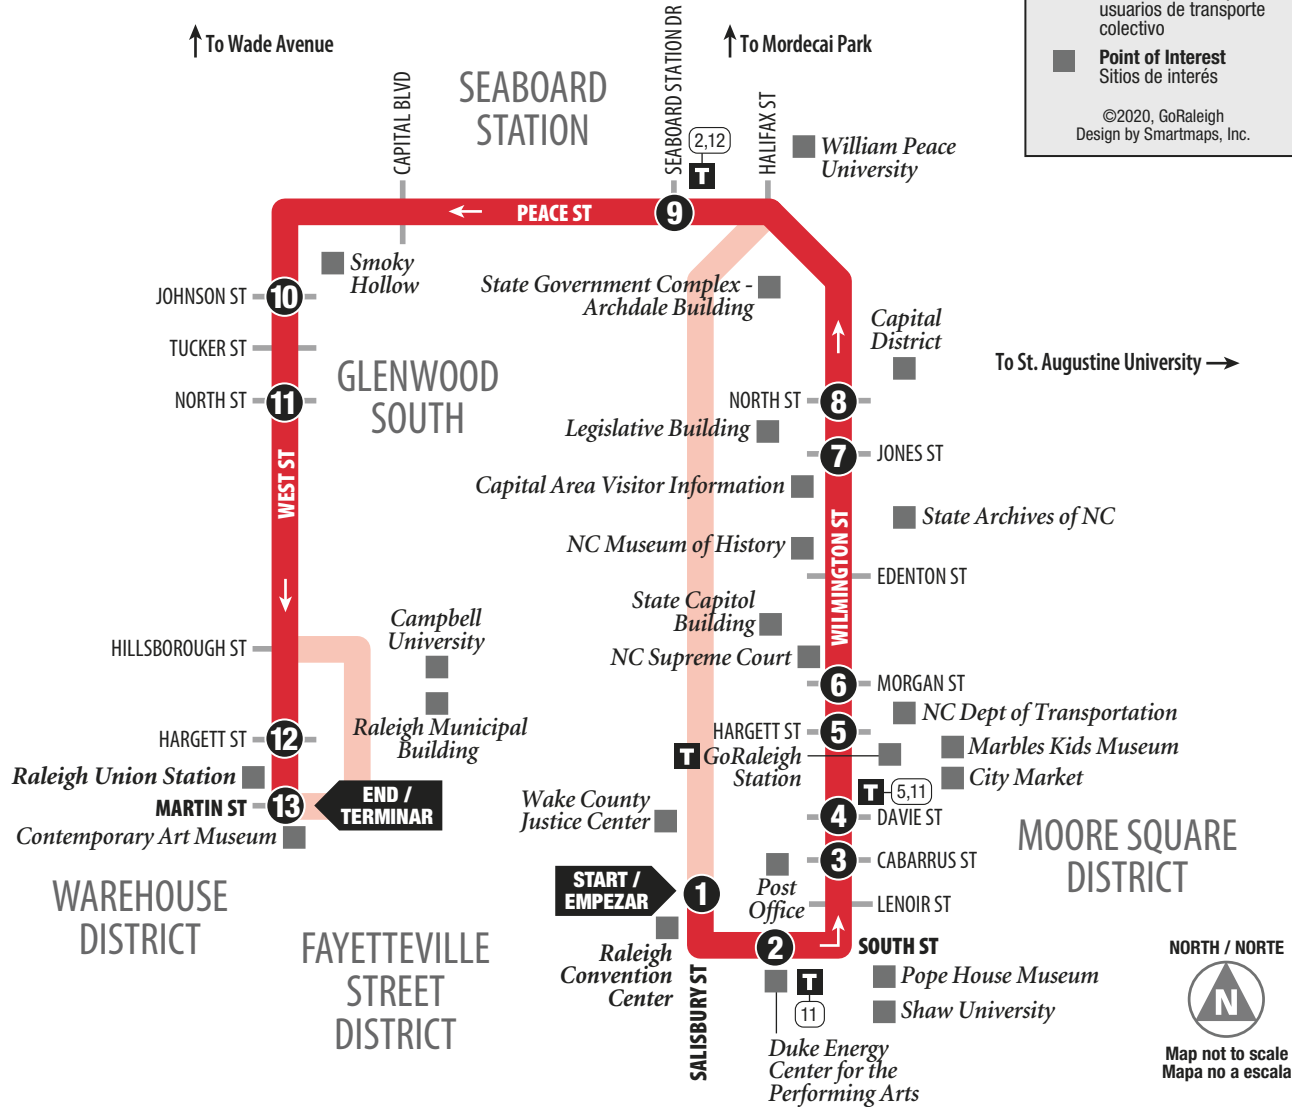 usuarios de transporte
colectivo
Point of Interest
Sitios de interés
©2020, GoRaleigh
Design by Smartmaps, Inc.
To Wade Avenue
To Mordecai Park
SEABOARD
STATION
CAPITAL BLVD
SEABOARD STATION DR
2,12
T
HALIFAX ST
William Peace
University
PEACE ST
9
Smoky
Hollow
State Government Complex -
Archdale Building
JOHNSON ST
10
TUCKER ST
NORTH ST
11
GLENWOOD
SOUTH
Capital
District
To St. Augustine University
NORTH ST
8
Legislative Building
7
JONES ST
WEST ST
Capital Area Visitor Information
State Archives of NC
NC Museum of History
WILMINGTON ST
EDENTON ST
State Capitol
Building
NC Supreme Court
Campbell
University
HILLSBOROUGH ST
6
MORGAN ST
NC Dept of Transportation
Raleigh Municipal
Building
HARGETT ST
12
HARGETT ST
5
T
GoRaleigh
Station
Marbles Kids Museum
City Market
Raleigh Union Station
MARTIN ST
13
END /
TERMINAR
Contemporary Art Museum
Wake County
Justice Center
T
5,11
4
DAVIE ST
3
CABARRUS ST
MOORE SQUARE
DISTRICT
START /
EMPEZAR
1
Post
Office
LENOIR ST
WAREHOUSE
DISTRICT
FAYETTEVILLE
STREET
DISTRICT
Raleigh
Convention
Center
SALISBURY ST
2
SOUTH ST
T
11
Pope House Museum
Shaw University
Duke Energy
Center for the
Performing Arts
NORTH / NORTE
N
Map not to scale
Mapa no a escala